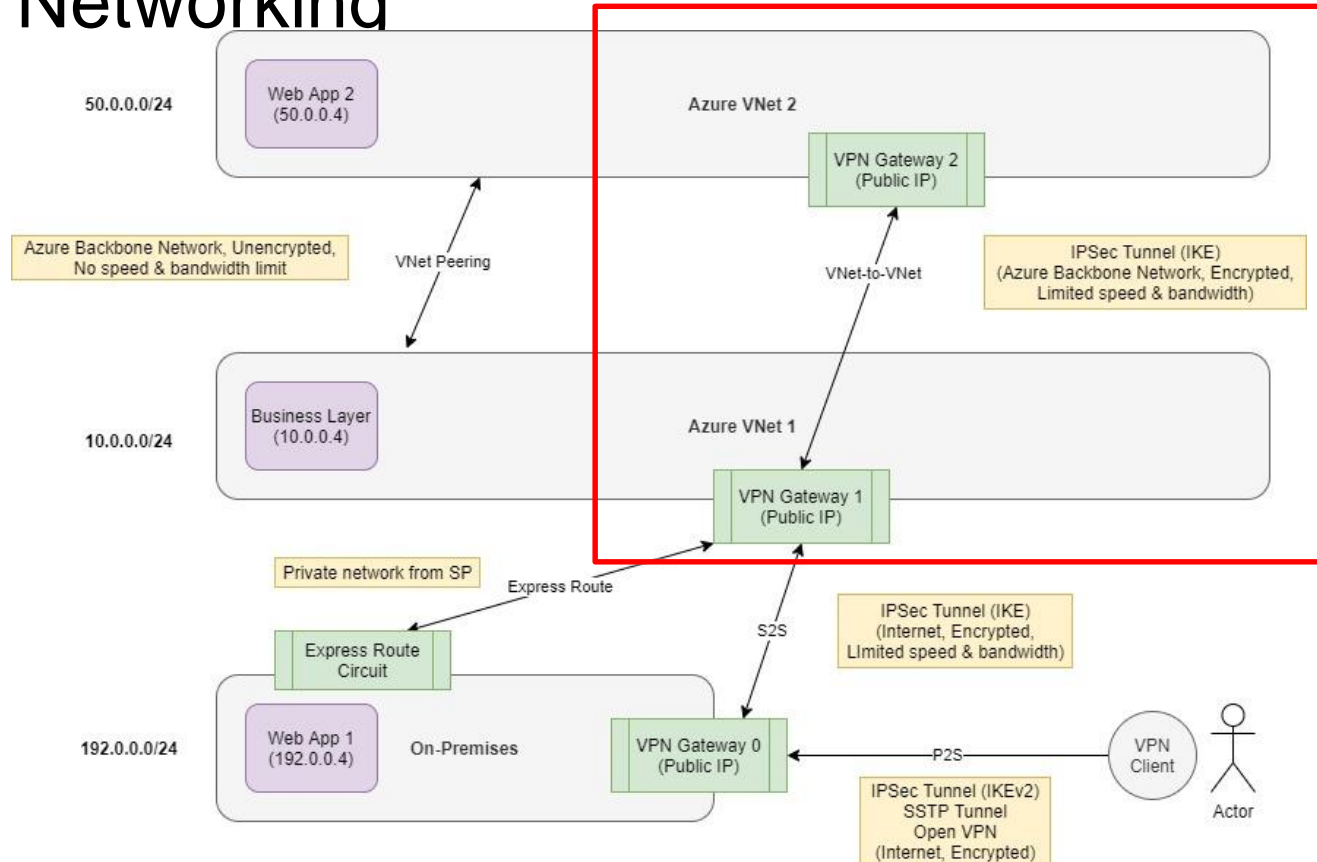 Networking
50.0.0.0/24
Web App 2
(50.0.0.4)
Azure VNet 2
VPN Gateway 2
(Public IP)
Azure Backbone Network, Unencrypted,
No speed & bandwidth limit
VNet Peering
VNet-to-VNet
IPSec Tunnel (IKE)
(Azure Backbone Network, Encrypted,
Limited speed & bandwidth)
10.0.0.0/24
Business Layer
(10.0.0.4)
Azure VNet 1
VPN Gateway 1
(Public IP)
Private network from SP
Express Route
S2S
IPSec Tunnel (IKE)
(Internet, Encrypted,
LImited speed & bandwidth)
Express Route
Circuit
192.0.0.0/24
Web App 1
(192.0.0.4)
On-Premises
VPN Gateway 0
(Public IP)
P2S
VPN
Client
Actor
IPSec Tunnel (IKEv2)
SSTP Tunnel
Open VPN
(Internet, Encrypted)